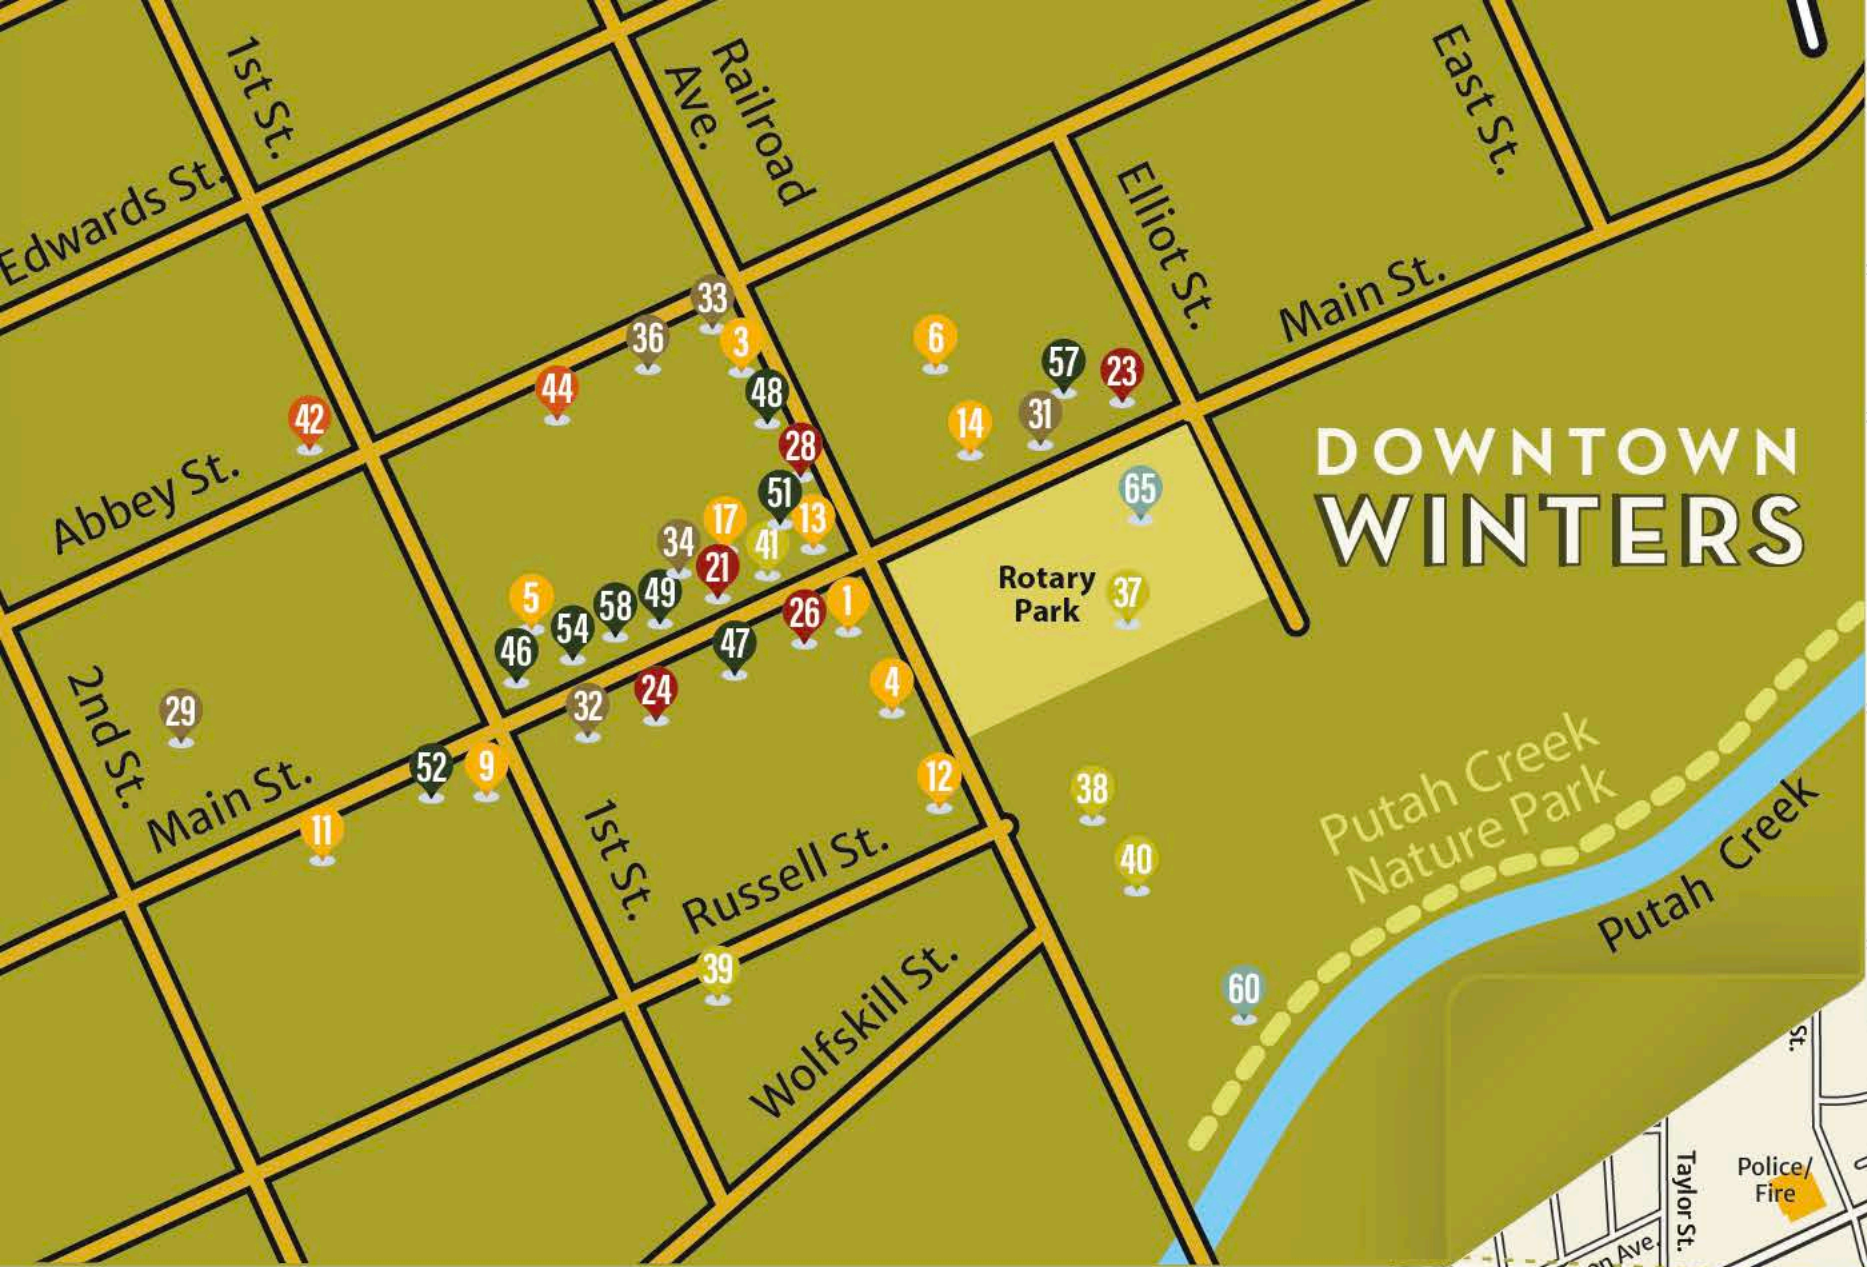 1st St.
Railroad
Ave.
East St.
Edwards St.
Elliot St.
Main St.
33
36
3
6
57
23
44
48
42
14
31
28
Abbey St.
DOWNTOWN
WINTERS
65
51
17
13
34
41
21
Rotary
Park
37
5
58
49
54
26
1
46
47
2nd St.
29
32
24
4
52
9
12
38
Main St.
11
1st St.
Russell St.
40
Putah Creek
Nature Park
Putah Creek
39
Wolfskill St.
60
St.
Taylor St.
Police/
Fire
on Ave.